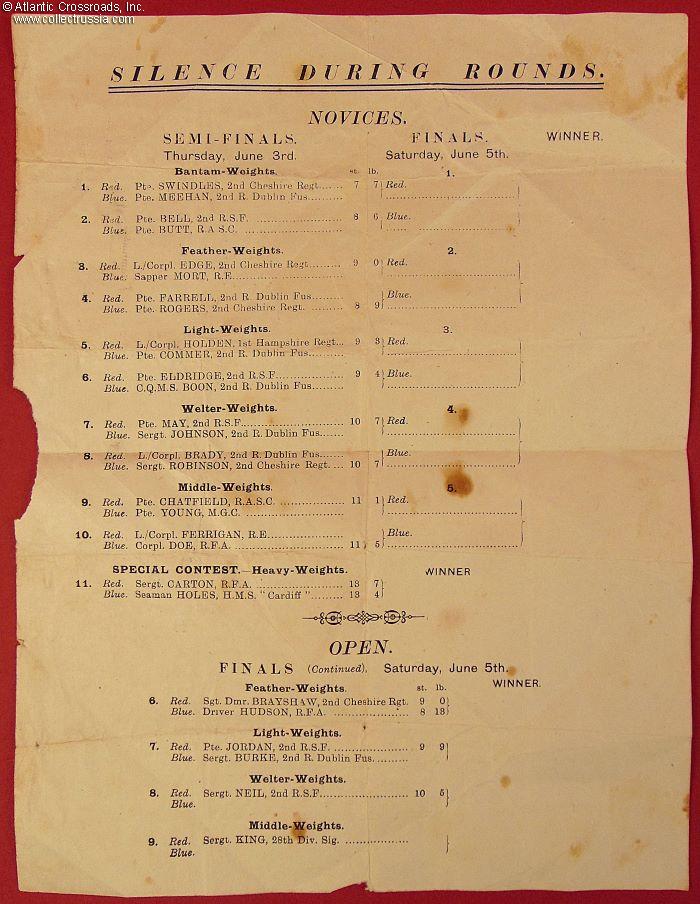 © Atlantic Crossroads, Inc.
www.collectrussia.com
SILENCE DURING ROUNDS.
NOVICES.
SEMI-FINALS. FINALS. WINNER.
Thursday, June 3rd. Saturday, June 5th.
Bantam-Weights. st. lb. 1.
1. Red. Pte. SWINDLES, 2nd Cheshire Regt....... 7 7 Red.
Blue. Pte. MEEHAN, 2nd R. Dublin Fus..........
2. Red. Pte. BELL, 2nd R.S.F. ...................... 8 6 Blue.
Blue. Pte. BUTT, R.A S.C. .........................
Feather-Weights. 2.
3. Red. L./Corpl. EDGE, 2nd Cheshire Regt......... 9 0 Red.
Blue. Sapper MORT, R.E..............................
4. Red. Pte. FARRELL, 2nd R. Dublin Fus......... Blue.
Blue. Pte. ROGERS, 2nd Cheshire Regt. ......... 8 9
Light-Weights. 3.
5. Red. L./Corpl. HOLDEN, 1st Hampshire Regt... 9 3 Red.
Blue. Pte. COMMER, 2nd R. Dublin Fus.........
6. Red. Pte. ELDRIDGE, 2nd R.S.F.................. 9 4 Blue.
Blue. C.Q.M.S. BOON, 2nd R. Dublin Fus.........
Welter-Weights. 4.
7. Red. Pte. MAY, 2nd R.S.F......................... 10 7 Red.
Blue. Sergt. JOHNSON, 2nd R. Dublin Fus......
8. Red. L./Corpl. BRADY, 2nd R. Dublin Fus...... Blue.
Blue. Sergt. ROBINSON, 2nd Cheshire Regt. ... 10 7
Middle-Weights. 5.
9. Red. Pte. CHATFIELD, R.A.S.C. ................ 11 1 Red.
Blue. Pte. YOUNG, M.G.C. ........................
10. Red. L./Corpl. FERRIGAN, R.E................... Blue.
Blue. Corpl. DOE, R.F.A. ........................... 11 5
SPECIAL CONTEST.—Heavy-Weights. WINNER
11. Red. Sergt. CARTON, R.F.A. ...................... 13 7
Blue. Seaman HOLES, H.M.S. "Cardiff" ......... 13 4
OPEN.
FINALS (Continued). Saturday, June 5th.
Feather-Weights. st. lb. WINNER.
6. Red. Sgt. Dmr. BRAYSHAW, 2nd Cheshire Rgt. 9 0
Blue. Driver HUDSON, R.F.A. ..................... 8 13
Light-Weights.
7. Red. Pte. JORDAN, 2nd R.S.F. .................. 9 9
Blue. Sergt. BURKE, 2nd R. Dublin Fus..........
Welter-Weights.
8. Red. Sergt. NEIL, 2nd R.S.F..................... 10 5
Blue.
Middle-Weights.
9. Red. Sergt. KING, 28th Div. Sig. ................
Blue.